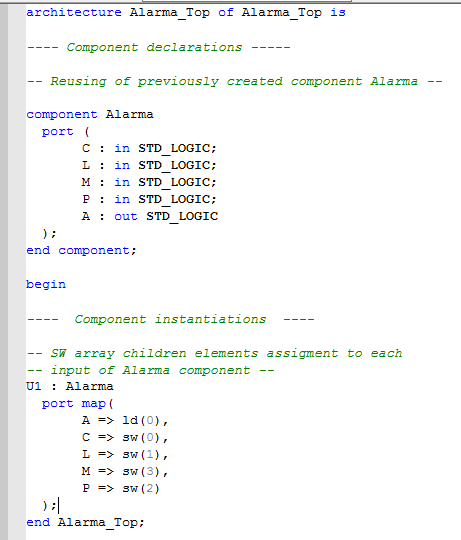 architecture Alarma_Top of Alarma_Top is
---- Component declarations -----
-- Reusing of previously created component Alarma --
component Alarma
port (
C : in STD_LOGIC;
L : in STD_LOGIC;
M : in STD_LOGIC;
P : in STD_LOGIC;
A : out STD_LOGIC
);
end component;
begin
----  Component instantiations  ----
-- SW array children elements assigment to each
-- input of Alarma component --
U1 : Alarma
port map(
A => ld(0),
C => sw(0),
L => sw(1),
M => sw(3),
P => sw(2)
);
end Alarma_Top;